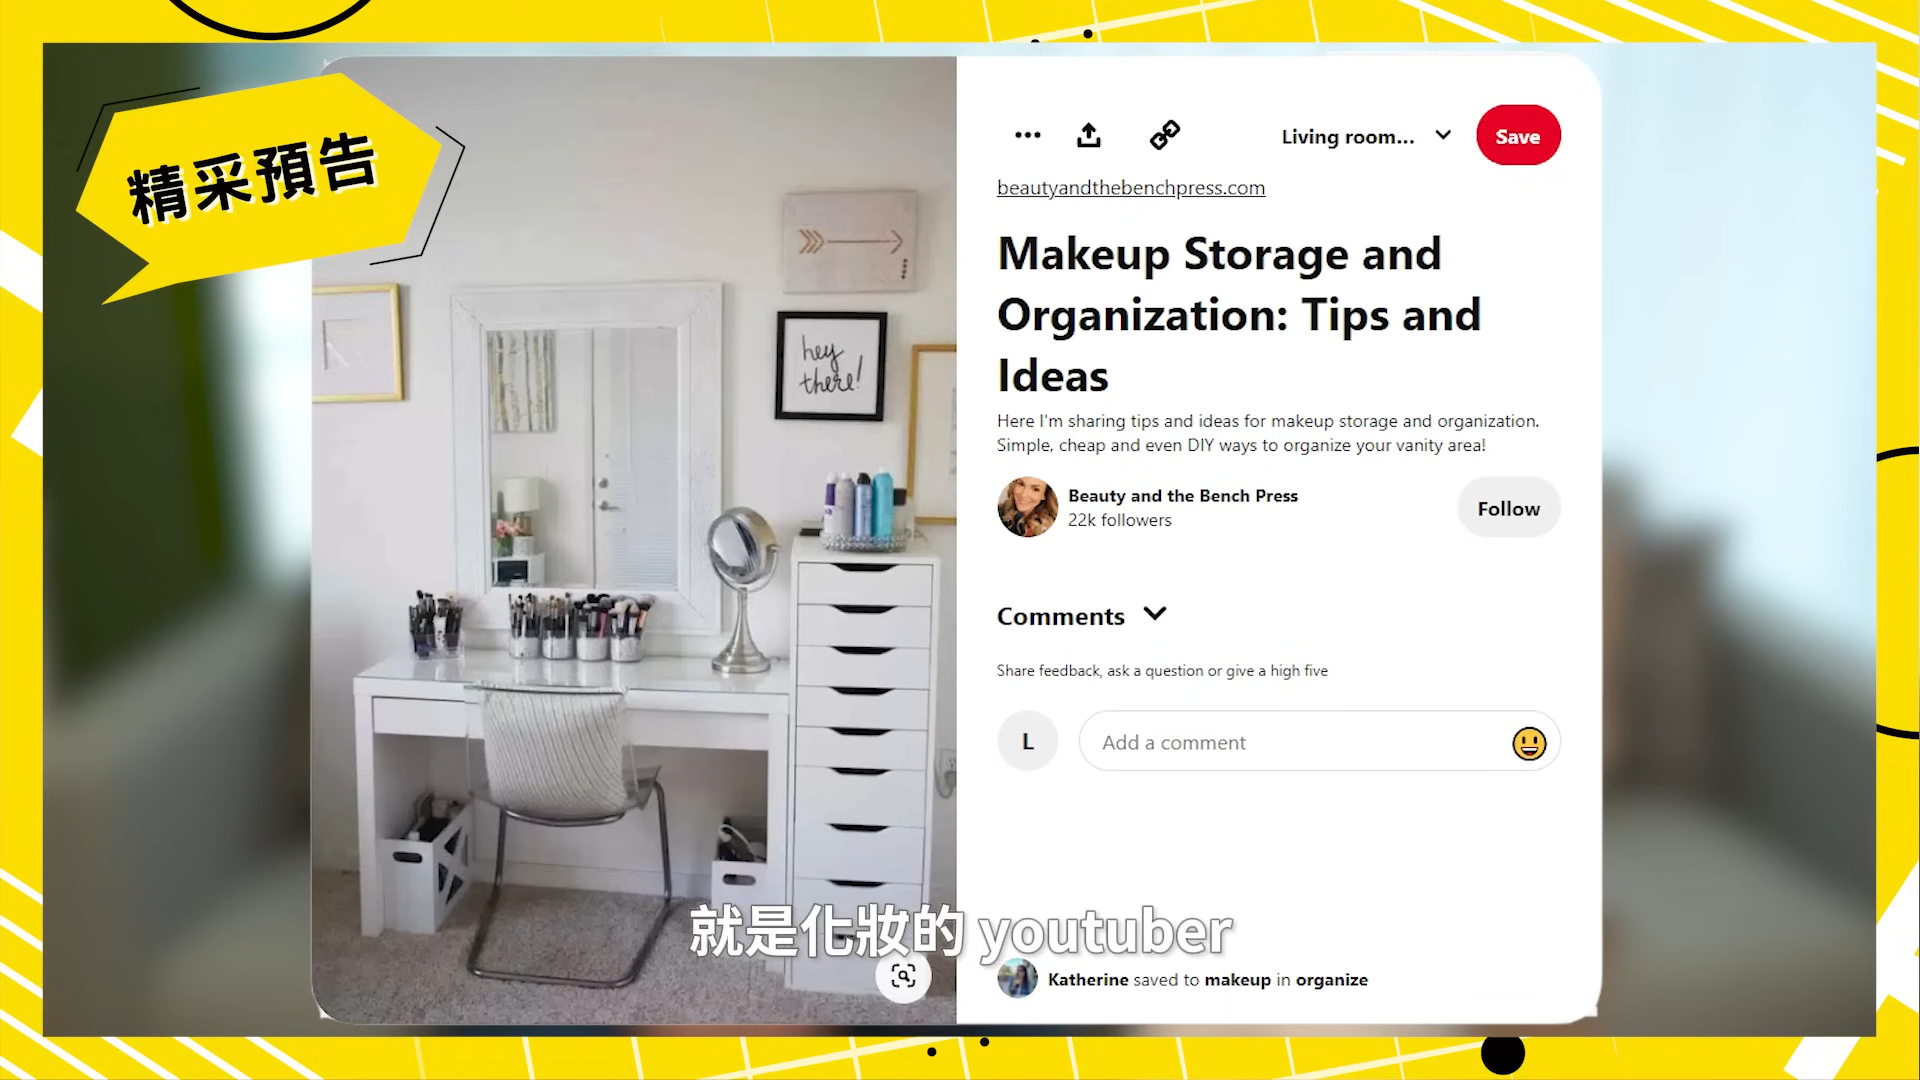 精采預告
Living room...
Save
beautyandthebenchpress.com
Makeup Storage and
Organization: Tips and
Ideas
Here I'm sharing tips and ideas for makeup storage and organization.
Simple, cheap and even DIY ways to organize your vanity area!
Beauty and the Bench Press
22k followers
Follow
hey
there!
Comments
Share feedback, ask a question or give a high five
L
Add a comment
就是化妝的 youtuber
Katherine saved to makeup in organize